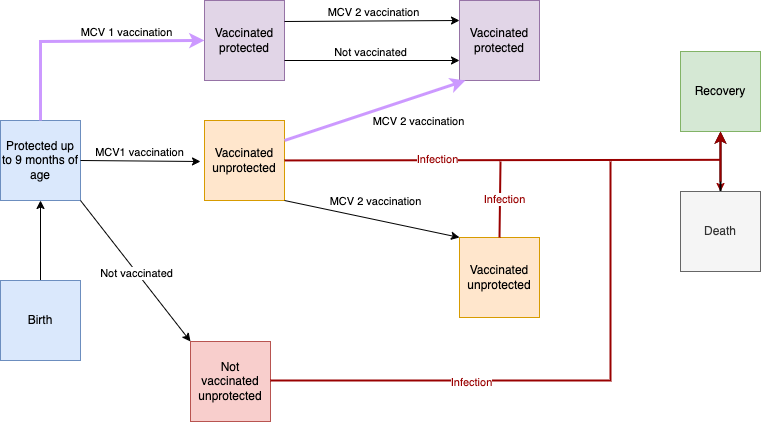 MCV 1 vaccination
Vaccinated
protected
MCV 2 vaccination
Not vaccinated
Vaccinated
protected
Recovery
MCV 2 vaccination
Protected up
to 9 months of
age
MCV1 vaccination
Vaccinated
unprotected
Infection
MCV 2 vaccination
Infection
Death
Not vaccinated
Vaccinated
unprotected
Birth
Not
vaccinated
unprotected
Infection